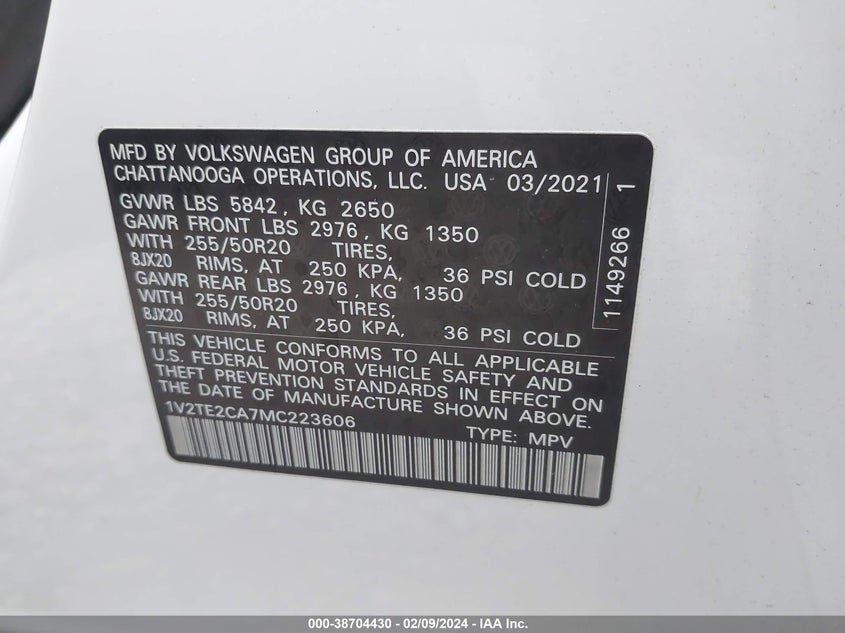 MFD BY VOLKSWAGEN GROUP OF AMERICA
CHATTANOOGA OPERATIONS, LLC. USA 03/2021
GVWR LBS 5842, KG 2650
GAWR FRONT LBS 2976, KG 1350
WITH 255/50R20 TIRES,
8JX20 RIMS, AT 250 KPA, 36 PSI COLD
GAWR REAR LBS 2976, KG 1350
WITH 255/50R20 TIRES,
8JX20 RIMS, AT 250 KPA, 36 PSI COLD
THIS VEHICLE CONFORMS TO ALL APPLICABLE
U.S. FEDERAL MOTOR VEHICLE SAFETY AND
THEFT PREVENTION STANDARDS IN EFFECT ON
THE DATE OF MANUFACTURE SHOWN ABOVE.
1V2TE2CA7MC223606 TYPE: MPV
1149266 1
000-38704430 - 02/09/2024 - IAA Inc.